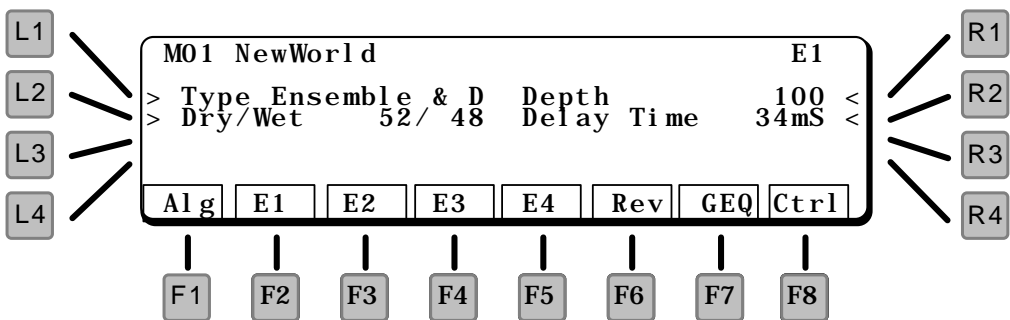 L1
R1
M01 NewWorld E1
L2
R2
> Type Ensemble & D Depth 100 <
> Dry/Wet 52/ 48 Delay Time 34mS <
L3
R3
L4
R4
Alg E1 E2 E3 E4 Rev GEQ Ctrl
F1 F2 F3 F4 F5 F6 F7 F8